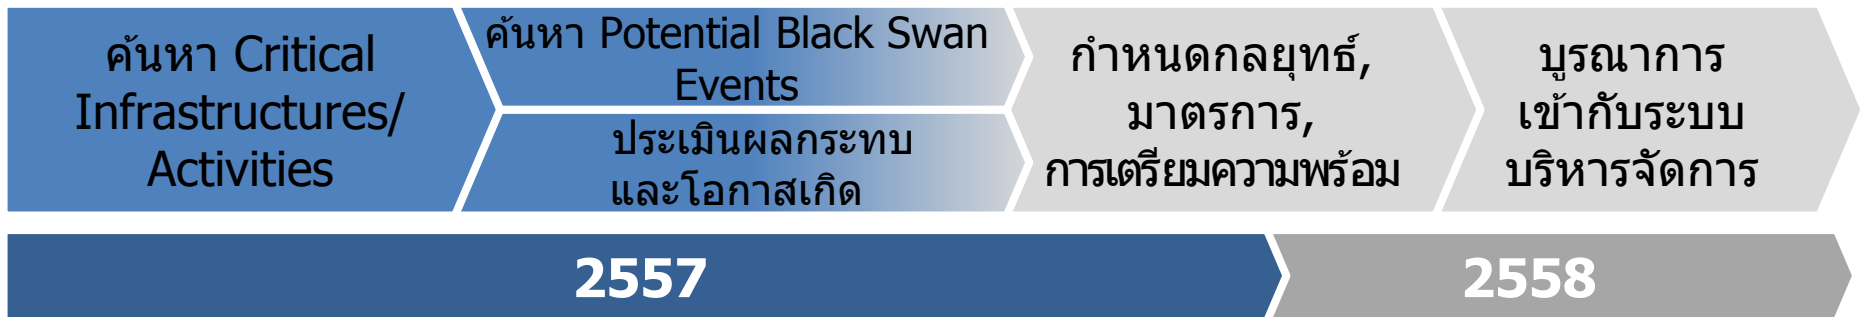 ค้นหา Critical
Infrastructures/
Activities
ค้นหา Potential Black Swan
Events
ประเมินผลกระทบ
และโอกาสเกิด
กำหนดกลยุทธ์,
มาตรการ,
การเตรียมความพร้อม
บูรณาการ
เข้ากับระบบ
บริหารจัดการ
2557
2558